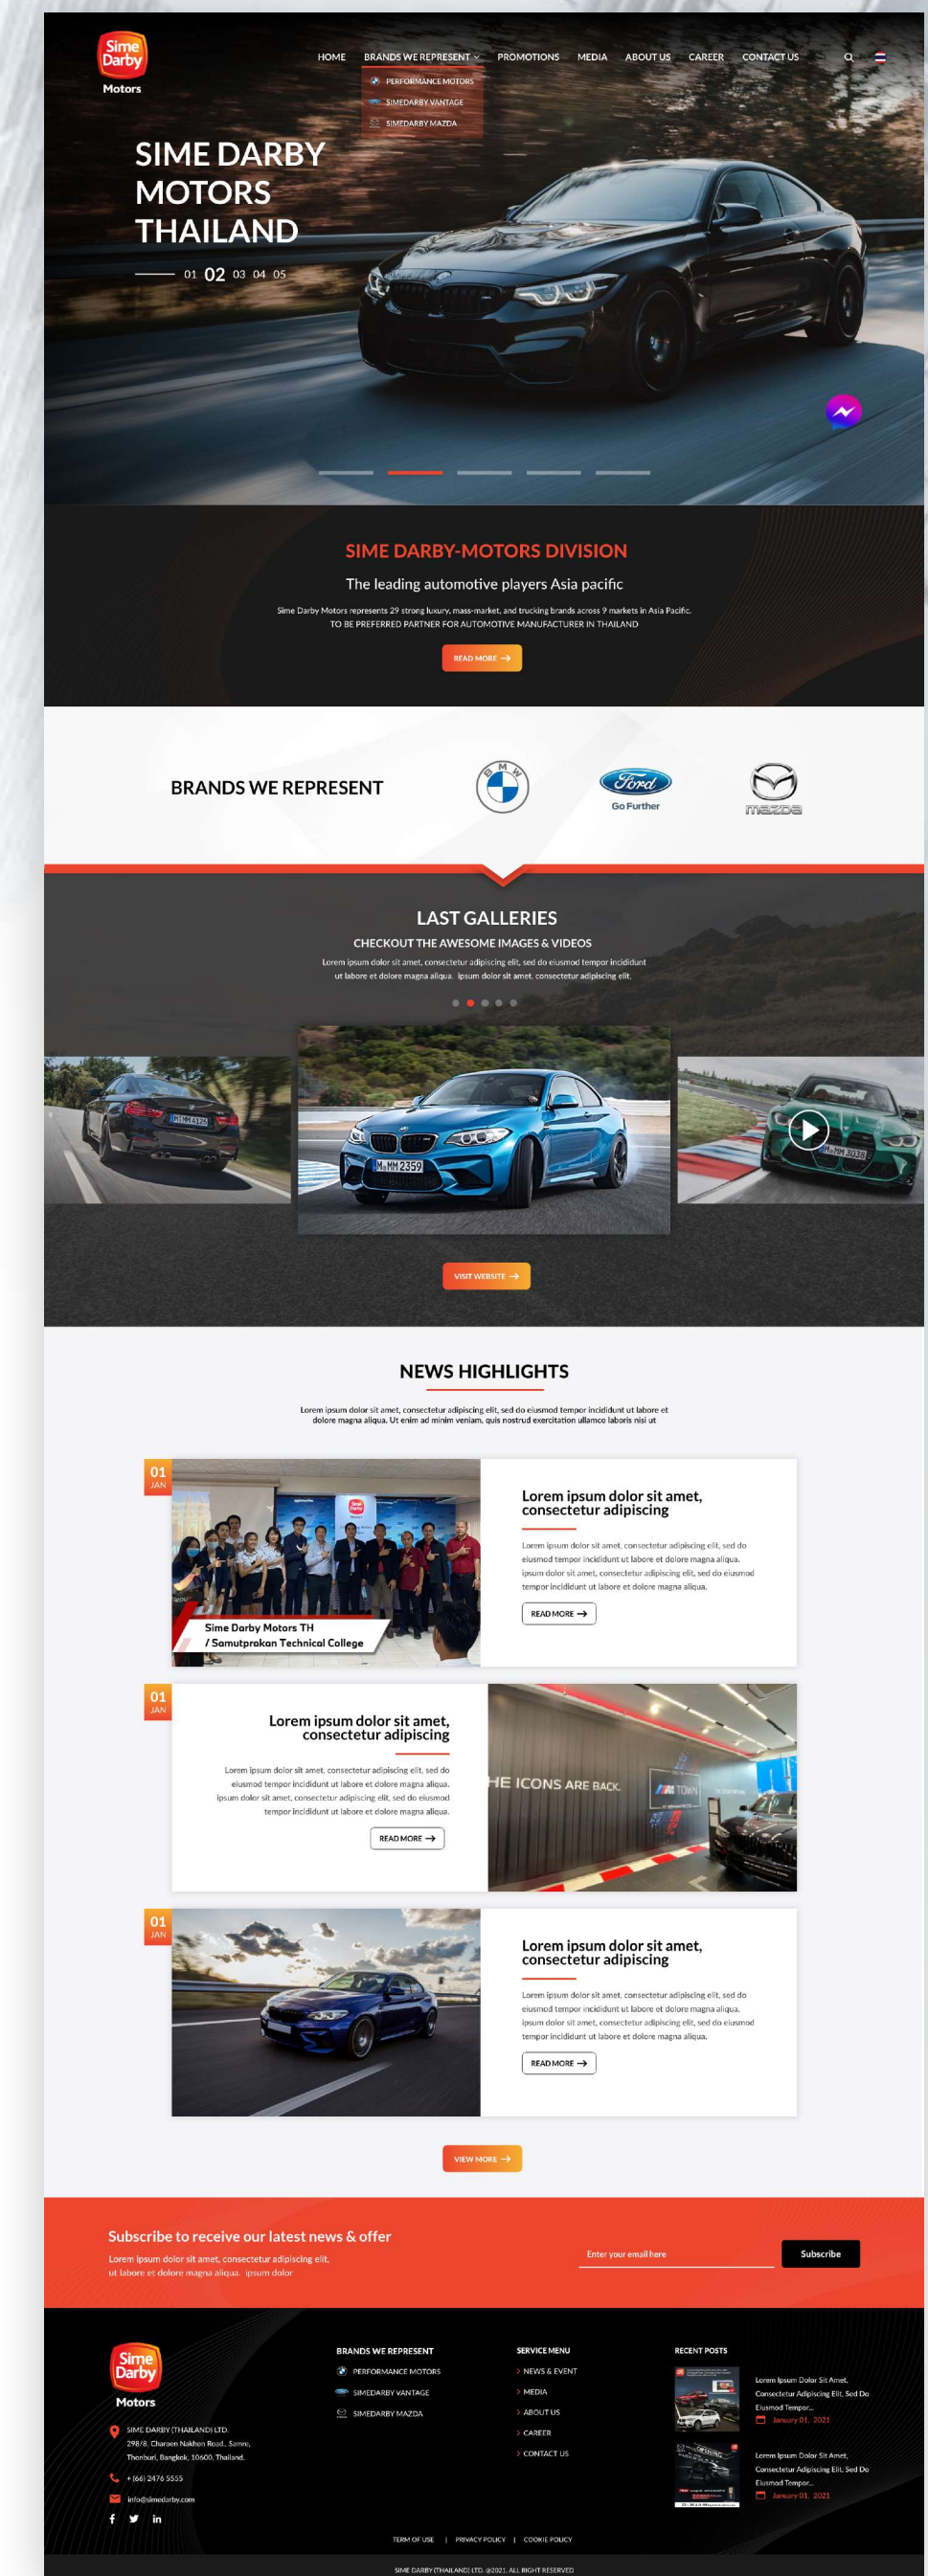 Sime
Darby
Motors
HOME
BRANDS WE REPRESENT
PROMOTIONS
MEDIA
ABOUT US
CAREER
CONTACT US
PERFORMANCE MOTORS
SIMEDARBY VANTAGE
SIMEDARBY MAZDA
SIME DARBY
MOTORS
THAILAND
01 02 03 04 05
SIME DARBY-MOTORS DIVISION
The leading automotive players Asia pacific
Sime Darby Motors represents 29 strong luxury, mass-market, and trucking brands across 9 markets in Asia Pacific.
TO BE PREFERRED PARTNER FOR AUTOMOTIVE MANUFACTURER IN THAILAND
READ MORE
BRANDS WE REPRESENT
BMW
Ford
Go Further
mazda
LAST GALLERIES
CHECKOUT THE AWESOME IMAGES & VIDEOS
Lorem ipsum dolor sit amet, consectetur adipiscing elit, sed do eiusmod tempor incididunt
ut labore et dolore magna aliqua. ipsum dolor sit amet, consectetur adipiscing elit,
M MM 4126
M MM 2359
M MM 3038
VISIT WEBSITE
NEWS HIGHLIGHTS
Lorem ipsum dolor sit amet, consectetur adipiscing elit, sed do eiusmod tempor incididunt ut labore et
dolore magna aliqua. Ut enim ad minim veniam, quis nostrud exercitation ullamco laboris nisi ut
01
JAN
Sime Darby Motors TH
/ Samutprakan Technical College
Lorem ipsum dolor sit amet,
consectetur adipiscing
Lorem ipsum dolor sit amet, consectetur adipiscing elit, sed do
eiusmod tempor incididunt ut labore et dolore magna aliqua.
ipsum dolor sit amet, consectetur adipiscing elit, sed do eiusmod
tempor incididunt ut labore et dolore magna aliqua.
READ MORE
01
JAN
Lorem ipsum dolor sit amet,
consectetur adipiscing
Lorem ipsum dolor sit amet, consectetur adipiscing elit, sed do
eiusmod tempor incididunt ut labore et dolore magna aliqua.
ipsum dolor sit amet, consectetur adipiscing elit, sed do eiusmod
tempor incididunt ut labore et dolore magna aliqua.
READ MORE
HE ICONS ARE BACK.
M TOWN
01
JAN
Lorem ipsum dolor sit amet,
consectetur adipiscing
Lorem ipsum dolor sit amet, consectetur adipiscing elit, sed do
eiusmod tempor incididunt ut labore et dolore magna aliqua.
ipsum dolor sit amet, consectetur adipiscing elit, sed do eiusmod
tempor incididunt ut labore et dolore magna aliqua.
READ MORE
VIEW MORE
Subscribe to receive our latest news & offer
Lorem ipsum dolor sit amet, consectetur adipiscing elit,
ut labore et dolore magna aliqua. ipsum dolor
Enter your email here
Subscribe
Sime
Darby
Motors
SIME DARBY (THAILAND) LTD.
298/8, Charoen Nakhon Road., Samre,
Thonburi, Bangkok, 10600, Thailand.
+ (66) 2476 5555
info@simedarby.com
BRANDS WE REPRESENT
PERFORMANCE MOTORS
SIMEDARBY VANTAGE
SIMEDARBY MAZDA
SERVICE MENU
NEWS & EVENT
MEDIA
ABOUT US
CAREER
CONTACT US
RECENT POSTS
Lorem Ipsum Dolor Sit Amet,
Consectetur Adipiscing Elit, Sed Do
Eiusmod Tempor...
January 01, 2021
Lorem Ipsum Dolor Sit Amet,
Consectetur Adipiscing Elit, Sed Do
Eiusmod Tempor...
January 01, 2021
TERM OF USE | PRIVACY POLICY | COOKIE POLICY
SIME DARBY (THAILAND) LTD. @2021. ALL RIGHT RESERVED